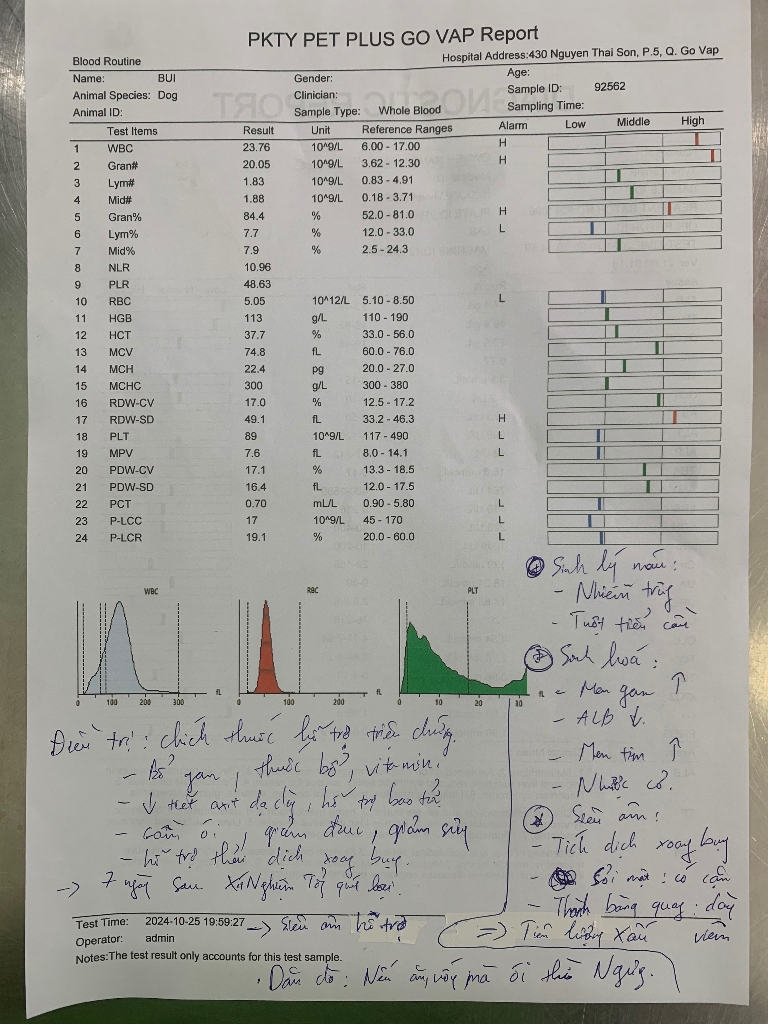 PKTY PET PLUS GO VAP Report
Blood Routine Hospital Address:430 Nguyen Thai Son, P.5, Q. Go Vap
Name: BUI Gender: Age:
Animal Species: Dog Clinician: Sample ID: 92562
Animal ID: Sample Type: Whole Blood Sampling Time:
Test Items Result Unit Reference Ranges Alarm Low Middle High
1 WBC 23.76 10^9/L 6.00 - 17.00 H
2 Gran# 20.05 10^9/L 3.62 - 12.30 H
3 Lym# 1.83 10^9/L 0.83 - 4.91
4 Mid# 1.88 10^9/L 0.18 - 3.71
5 Gran% 84.4 % 52.0 - 81.0 H
6 Lym% 7.7 % 12.0 - 33.0 L
7 Mid% 7.9 % 2.5 - 24.3
8 NLR 10.96
9 PLR 48.63
10 RBC 5.05 10^12/L 5.10 - 8.50 L
11 HGB 113 g/L 110 - 190
12 HCT 37.7 % 33.0 - 56.0
13 MCV 74.8 fL 60.0 - 76.0
14 MCH 22.4 pg 20.0 - 27.0
15 MCHC 300 g/L 300 - 380
16 RDW-CV 17.0 % 12.5 - 17.2
17 RDW-SD 49.1 fL 33.2 - 46.3 H
18 PLT 89 10^9/L 117 - 490 L
19 MPV 7.6 fL 8.0 - 14.1 L
20 PDW-CV 17.1 % 13.3 - 18.5
21 PDW-SD 16.4 fL 12.0 - 17.5
22 PCT 0.70 mL/L 0.90 - 5.80 L
23 P-LCC 17 10^9/L 45 - 170 L
24 P-LCR 19.1 % 20.0 - 60.0 L
Sinh lý máu :
- Nhiễm trùng
- Tuột tiểu cầu
WBC RBC PLT
0 100 200 300 fL 0 100 200 fL 0 10 20 30 fL
Sinh hoá :
- Men gan ↑
- ALB ↓.
- Men tim ↑
- Nhược cơ.
Siêu âm :
- Tích dịch xoang bụng
- Sỏi mật : có cặn
- Thành bàng quang : dày viêm
=> Tiên lượng xấu
Điều trị : chích thuốc hỗ trợ triệu chứng.
- Bổ gan, thuốc bổ, vitamin.
- ↓ tiết axit dạ dày, hỗ trợ bao tử.
- cầm ói, giảm đau, giảm
- hỗ trợ dịch xoang bụng.
-> 7 ngày sau Xét Nghiệm Tổng quát lại.
-> Siêu âm hỗ trợ
Test Time: 2024-10-25 19:59:27
Operator: admin
Notes:The test result only accounts for this test sample.
. Dặn dò : Nếu ăn, uống mà ói thì Ngưng.